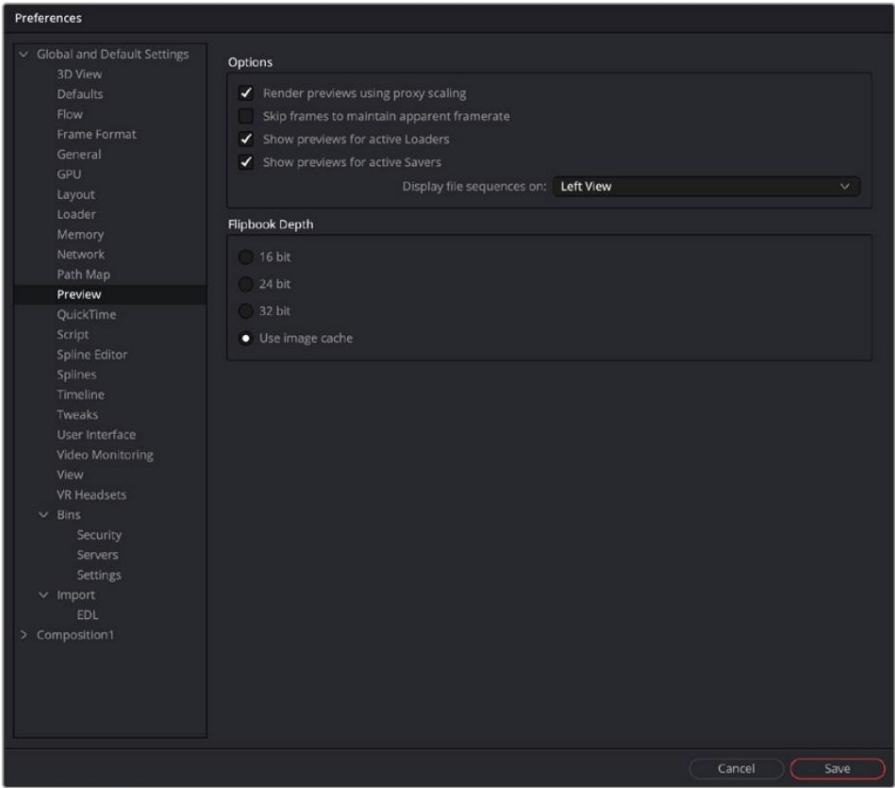 Preferences
Global and Default Settings
3D View
Defaults
Flow
Frame Format
General
GPU
Layout
Loader
Memory
Network
Path Map
Preview
QuickTime
Script
Spline Editor
Splines
Timeline
Tweaks
User Interface
Video Monitoring
View
VR Headsets
Bins
Security
Servers
Settings
Import
EDL
Composition1
Options
Render previews using proxy scaling
Skip frames to maintain apparent framerate
Show previews for active Loaders
Show previews for active Savers
Display file sequences on: Left View
Flipbook Depth
16 bit
24 bit
32 bit
Use image cache
Cancel Save